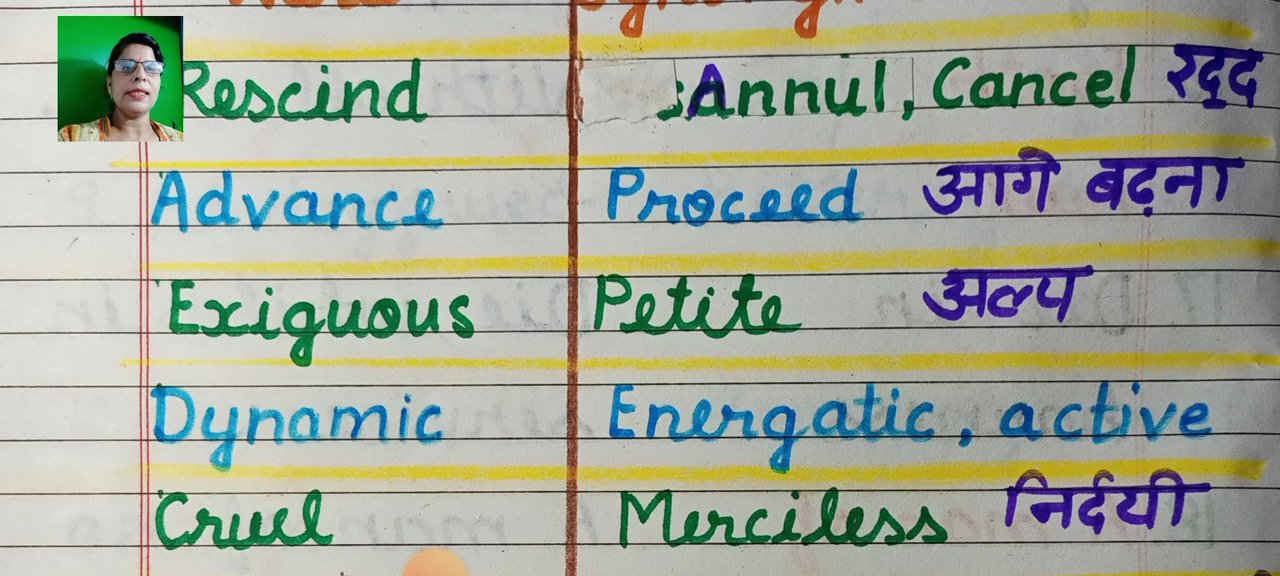 Rescind Annul, Cancel रद्द
Advance Proceed आगे बढ़ना
Exiguous Petite अल्प
Dynamic Energatic, active
Cruel Merciless निर्दयी